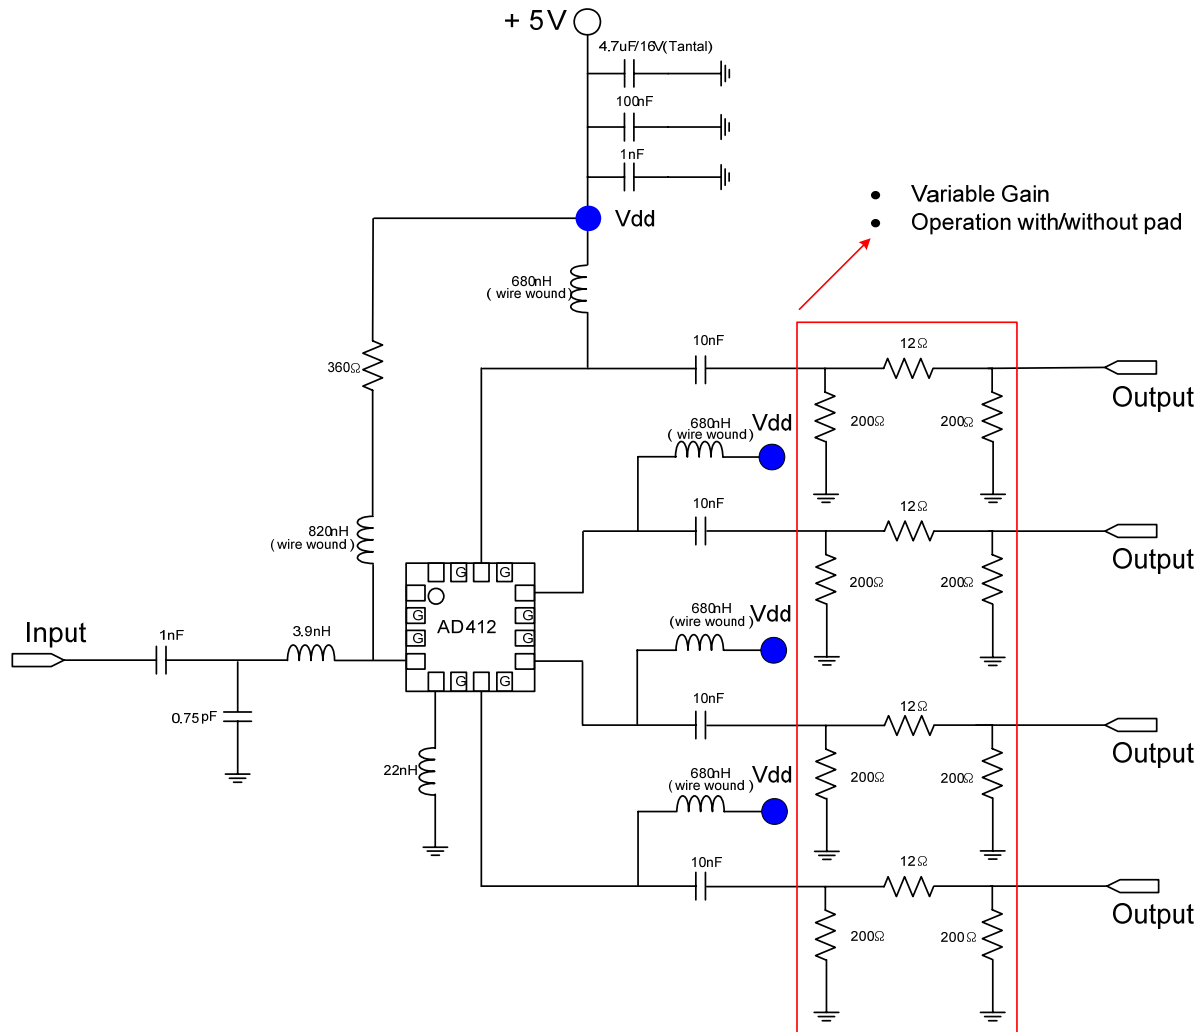 + 5V
4.7uF/16V(Tantal)
100nF
1nF
Vdd
• Variable Gain
• Operation with/without pad
680nH
( wire wound)
360Ω
10nF
12Ω
Output
200Ω
200Ω
680nH
( wire wound)
Vdd
10nF
12Ω
Output
820nH
(wire wound)
200Ω
200Ω
G
G
G
G
G
G
AD412
G
G
680nH
(wire wound)
Vdd
Input
1nF
3.9nH
0.75pF
10nF
12Ω
Output
22nH
200Ω
200Ω
680nH
(wire wound)
Vdd
10nF
12Ω
Output
200Ω
200Ω